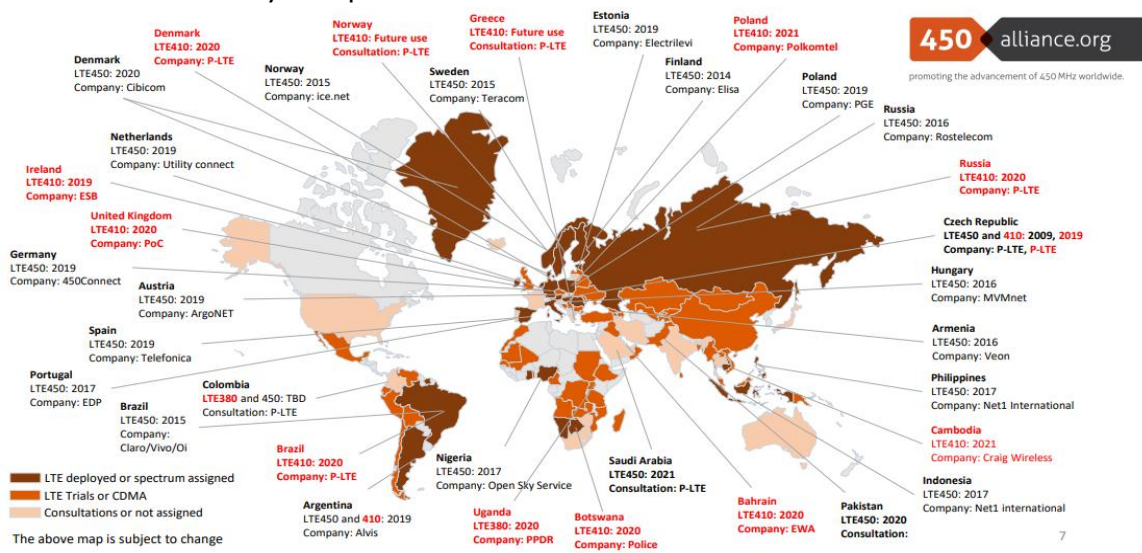 Denmark
LTE410: 2020
Company: P-LTE
Norway
LTE410: Future use
Consultation: P-LTE
Greece
LTE410: Future use
Consultation: P-LTE
Estonia
LTE450: 2019
Company: Electrilevi
Poland
LTE410: 2021
Company: Polkomtel
450 alliance.org
promoting the advancement of 450 MHz worldwide.
Denmark
LTE450: 2020
Company: Cibicom
Norway
LTE450: 2015
Company: ice.net
Sweden
LTE450: 2015
Company: Teracom
Finland
LTE450: 2014
Company: Elisa
Poland
LTE450: 2019
Company: PGE
Russia
LTE450: 2016
Company: Rostelecom
Netherlands
LTE450: 2019
Company: Utility connect
Ireland
LTE410: 2019
Company: ESB
Russia
LTE410: 2020
Company: P-LTE
United Kingdom
LTE410: 2020
Company: PoC
Czech Republic
LTE450 and 410: 2009, 2019
Company: P-LTE, P-LTE
Germany
LTE450: 2019
Company: 450Connect
Austria
LTE450: 2019
Company: ArgoNET
Hungary
LTE450: 2016
Company: MVMnet
Spain
LTE450: 2019
Company: Telefonica
Armenia
LTE450: 2016
Company: Veon
Portugal
LTE450: 2017
Company: EDP
Colombia
LTE380 and 450: TBD
Consultation: P-LTE
Philippines
LTE450: 2017
Company: Net1 International
Brazil
LTE450: 2015
Company:
Claro/Vivo/Oi
Cambodia
LTE410: 2021
Company: Craig Wireless
Brazil
LTE410: 2020
Company: P-LTE
Nigeria
LTE450: 2017
Company: Open Sky Service
Saudi Arabia
LTE450: 2021
Consultation: P-LTE
Indonesia
LTE450: 2017
Company: Net1 international
Argentina
LTE450 and 410: 2019
Company: Alvis
Uganda
LTE380: 2020
Company: PPDR
Botswana
LTE410: 2020
Company: Police
Bahrain
LTE410: 2020
Company: EWA
Pakistan
LTE450: 2020
Consultation:
LTE deployed or spectrum assigned
LTE Trials or CDMA
Consultations or not assigned
The above map is subject to change
7